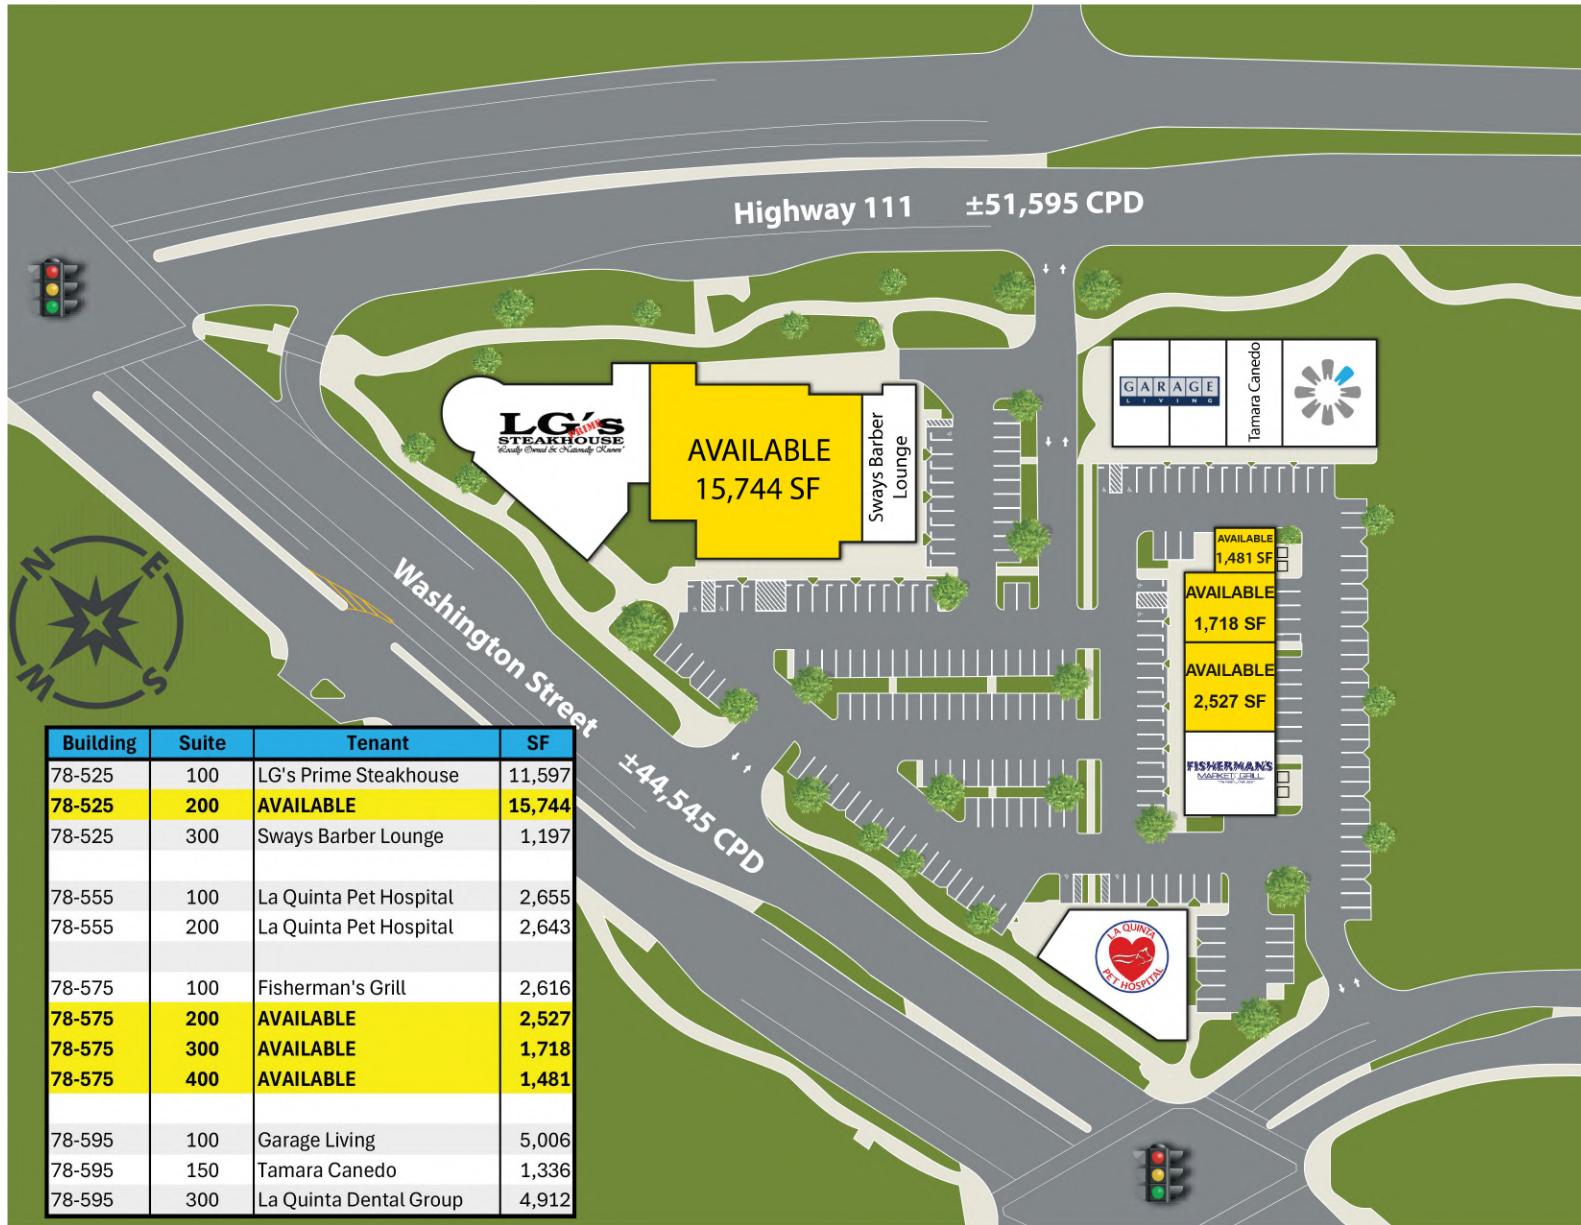 Highway 111 ±51,595 CPD
LG's PRIME
STEAKHOUSE
"Locally Owned & Nationally Known"
AVAILABLE
15,744 SF
Sways Barber
Lounge
GARAGE
LIVING
Tamara Canedo
AVAILABLE
1,481 SF
AVAILABLE
1,718 SF
AVAILABLE
2,527 SF
FISHERMAN'S
MARKET & GRILL
LA QUINTA
PET HOSPITAL
Washington Street ±44,545 CPD
N
E
W
S
Building Suite Tenant SF
78-525 100 LG's Prime Steakhouse 11,597
78-525 200 AVAILABLE 15,744
78-525 300 Sways Barber Lounge 1,197
78-555 100 La Quinta Pet Hospital 2,655
78-555 200 La Quinta Pet Hospital 2,643
78-575 100 Fisherman's Grill 2,616
78-575 200 AVAILABLE 2,527
78-575 300 AVAILABLE 1,718
78-575 400 AVAILABLE 1,481
78-595 100 Garage Living 5,006
78-595 150 Tamara Canedo 1,336
78-595 300 La Quinta Dental Group 4,912